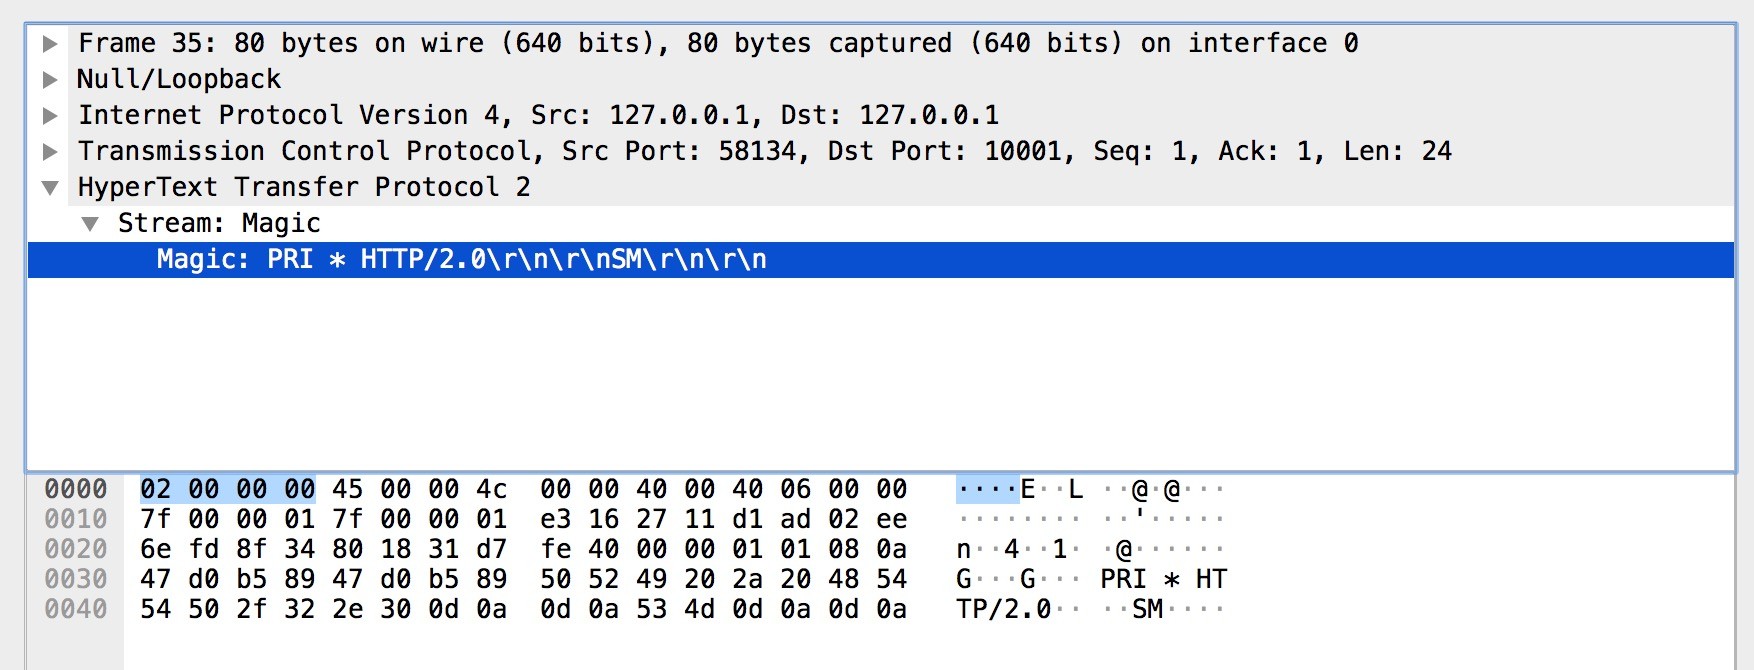 Frame 35: 80 bytes on wire (640 bits), 80 bytes captured (640 bits) on interface 0
Null/Loopback
Internet Protocol Version 4, Src: 127.0.0.1, Dst: 127.0.0.1
Transmission Control Protocol, Src Port: 58134, Dst Port: 10001, Seq: 1, Ack: 1, Len: 24
HyperText Transfer Protocol 2
Stream: Magic
Magic: PRI * HTTP/2.0\r\n\r\nSM\r\n\r\n
0000 02 00 00 00 45 00 00 4c 00 00 40 00 40 06 00 00 ····E··L ··@·@···
0010 7f 00 00 01 7f 00 00 01 e3 16 27 11 d1 ad 02 ee ········ ··'·····
0020 6e fd 8f 34 80 18 31 d7 fe 40 00 00 01 01 08 0a n··4··1· ·@······
0030 47 d0 b5 89 47 d0 b5 89 50 52 49 20 2a 20 48 54 G···G··· PRI * HT
0040 54 50 2f 32 2e 30 0d 0a 0d 0a 53 4d 0d 0a 0d 0a TP/2.0·· ··SM····